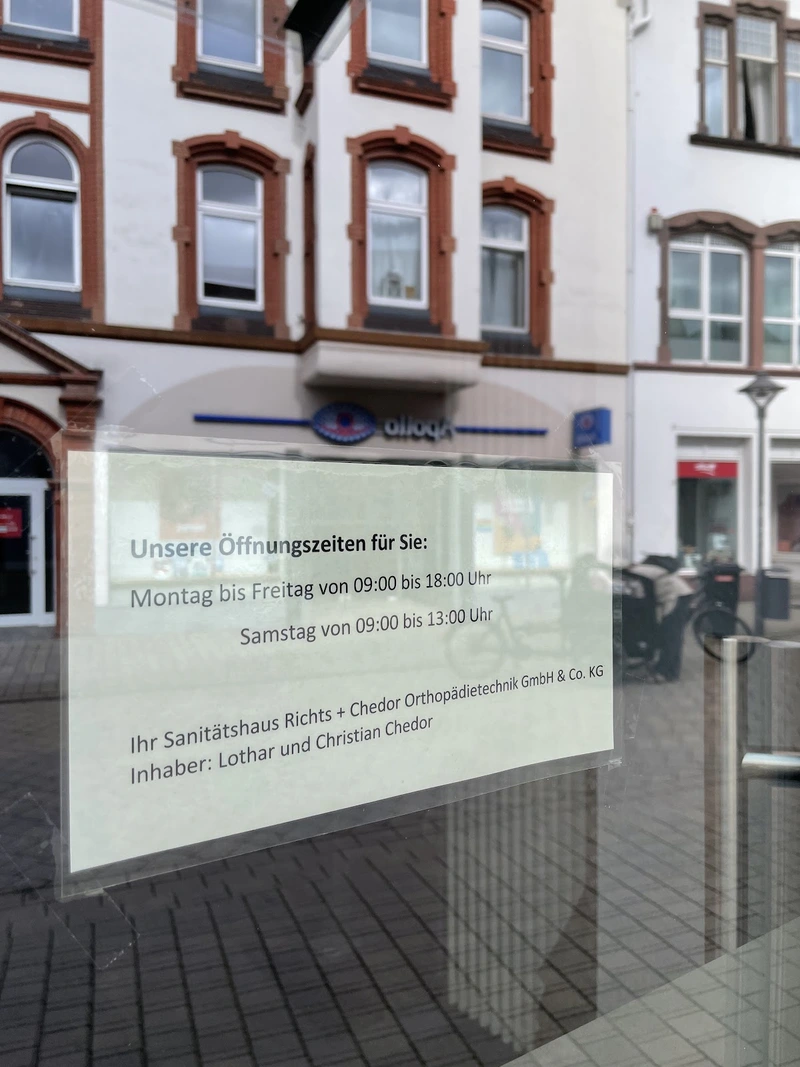 Apollo
Unsere Öffnungszeiten für Sie:
Montag bis Freitag von 09:00 bis 18:00 Uhr
Samstag von 09:00 bis 13:00 Uhr
Ihr Sanitätshaus Richts + Chedor Orthopädietechnik GmbH & Co. KG
Inhaber: Lothar und Christian Chedor